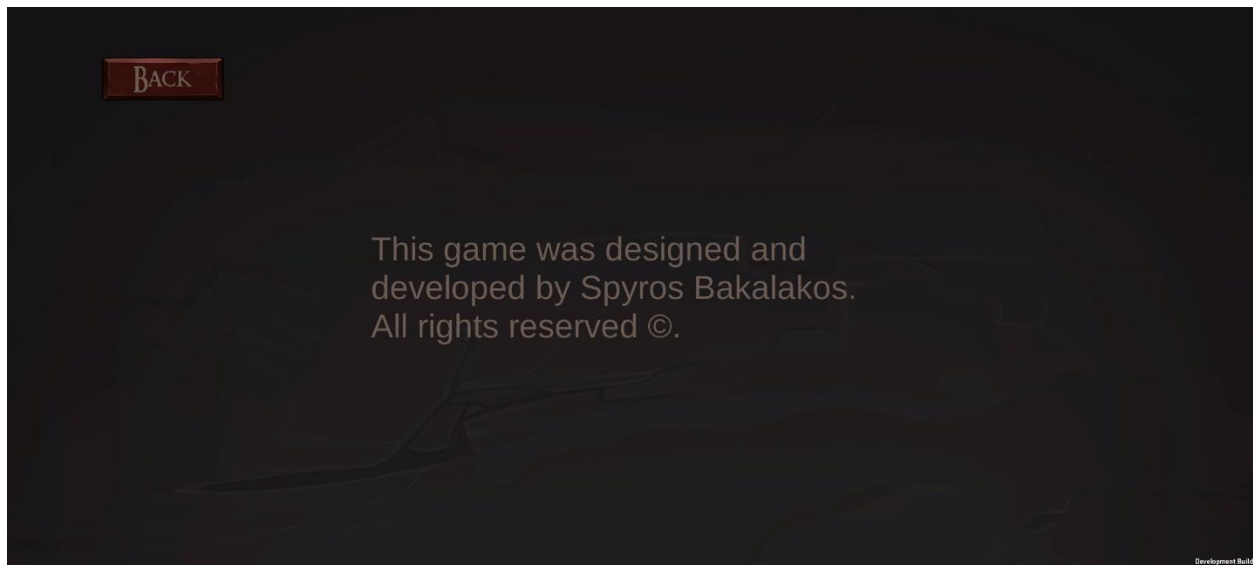 BACK
This game was designed and
developed by Spyros Bakalakos.
All rights reserved ©.
Development Build